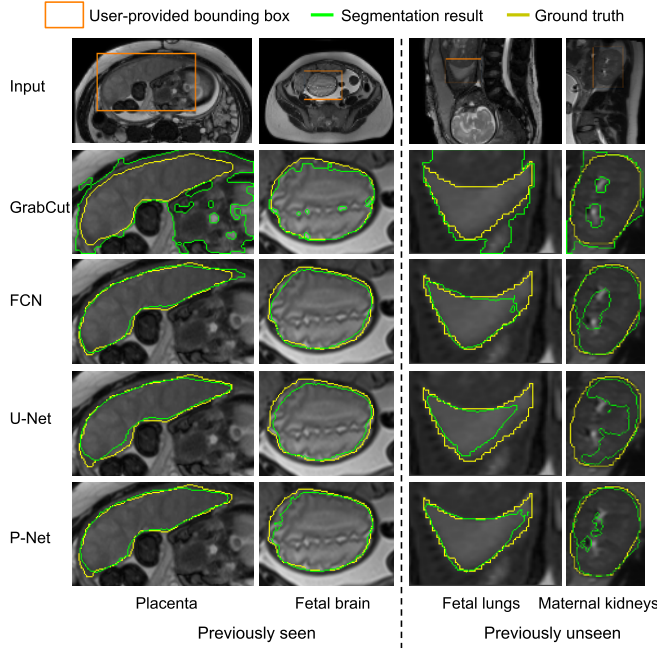 User-provided bounding box Segmentation result Ground truth
Input
GrabCut
FCN
U-Net
P-Net
Placenta Fetal brain Fetal lungs Maternal kidneys
Previously seen Previously unseen